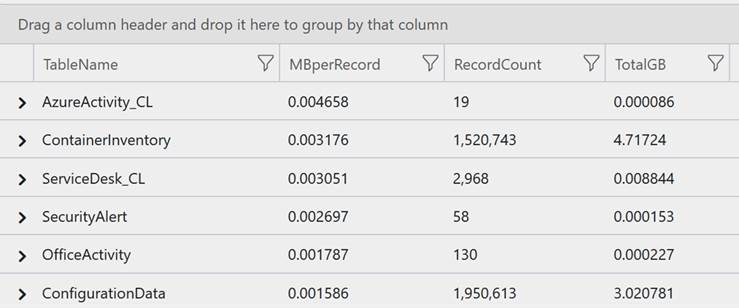 Drag a column header and drop it here to group by that column
TableName MBperRecord RecordCount TotalGB
AzureActivity_CL 0.004658 19 0.000086
ContainerInventory 0.003176 1,520,743 4.71724
ServiceDesk_CL 0.003051 2,968 0.008844
SecurityAlert 0.002697 58 0.000153
OfficeActivity 0.001787 130 0.000227
ConfigurationData 0.001586 1,950,613 3.020781